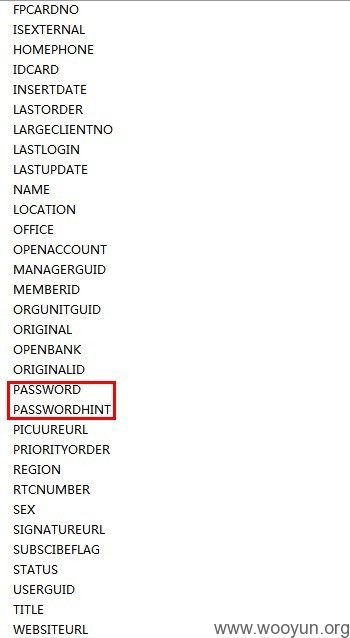 FPCARDNO
ISEXTERNAL
HOMEPHONE
IDCARD
INSERTDATE
LASTORDER
LARGECLIENTNO
LASTLOGIN
LASTUPDATE
NAME
LOCATION
OFFICE
OPENACCOUNT
MANAGERGUID
MEMBERID
ORGUNITGUID
ORIGINAL
OPENBANK
ORIGINALID
PASSWORD
PASSWORDHINT
PICUUREURL
PRIORITYORDER
REGION
RTCNUMBER
SEX
SIGNATUREURL
SUBSCIBEFLAG
STATUS
USERGUID
TITLE
WEBSITEURL
www.wooyun.org